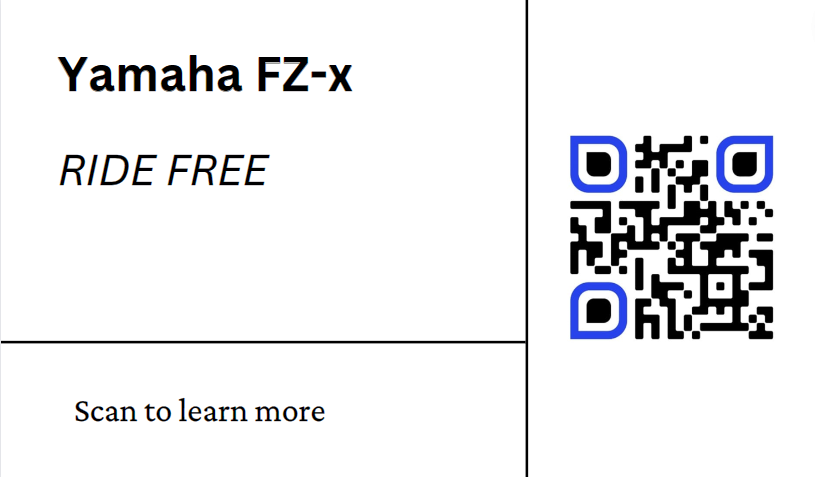 Yamaha FZ-x
RIDE FREE
Scan to learn more